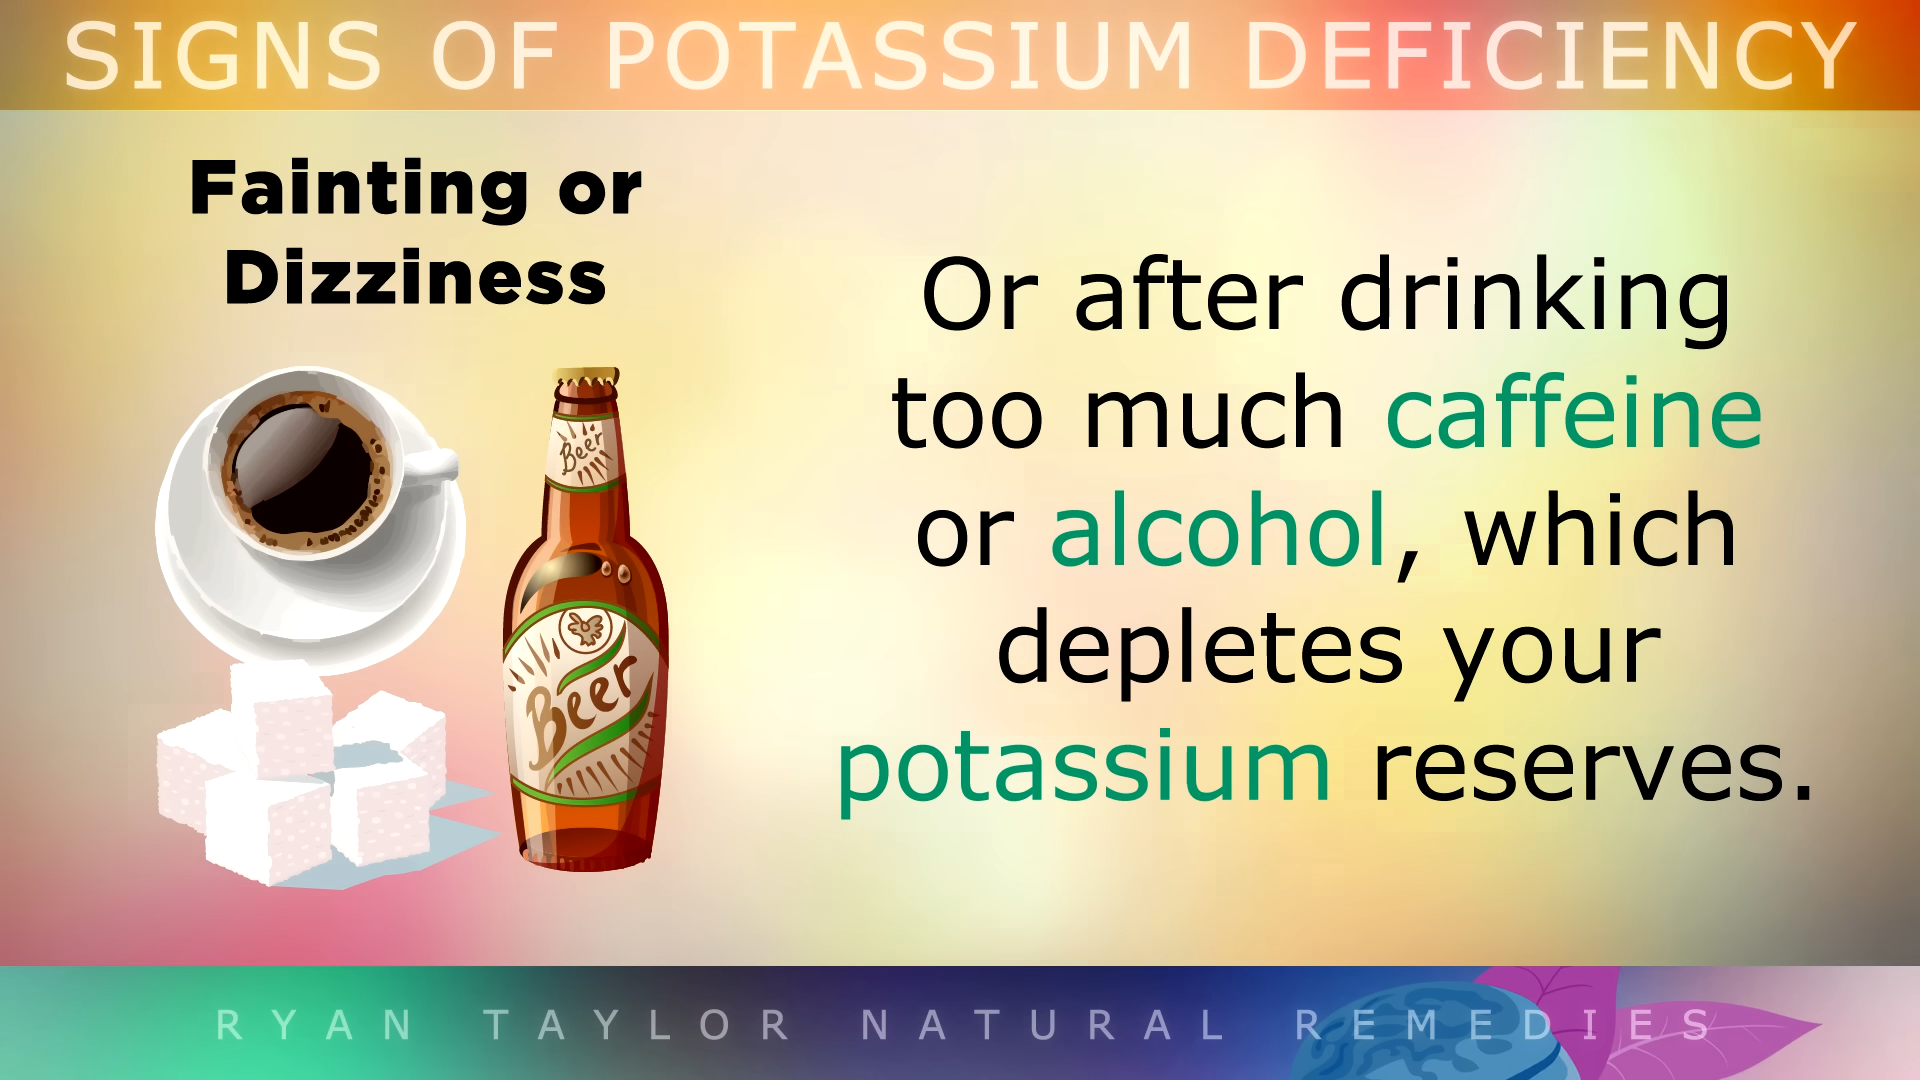 SIGNS OF POTASSIUM DEFICIENCY
Fainting or
Dizziness
Or after drinking
too much caffeine
or alcohol, which
depletes your
potassium reserves.
Beer
Beer
RYAN TAYLOR NATURAL REMEDIES